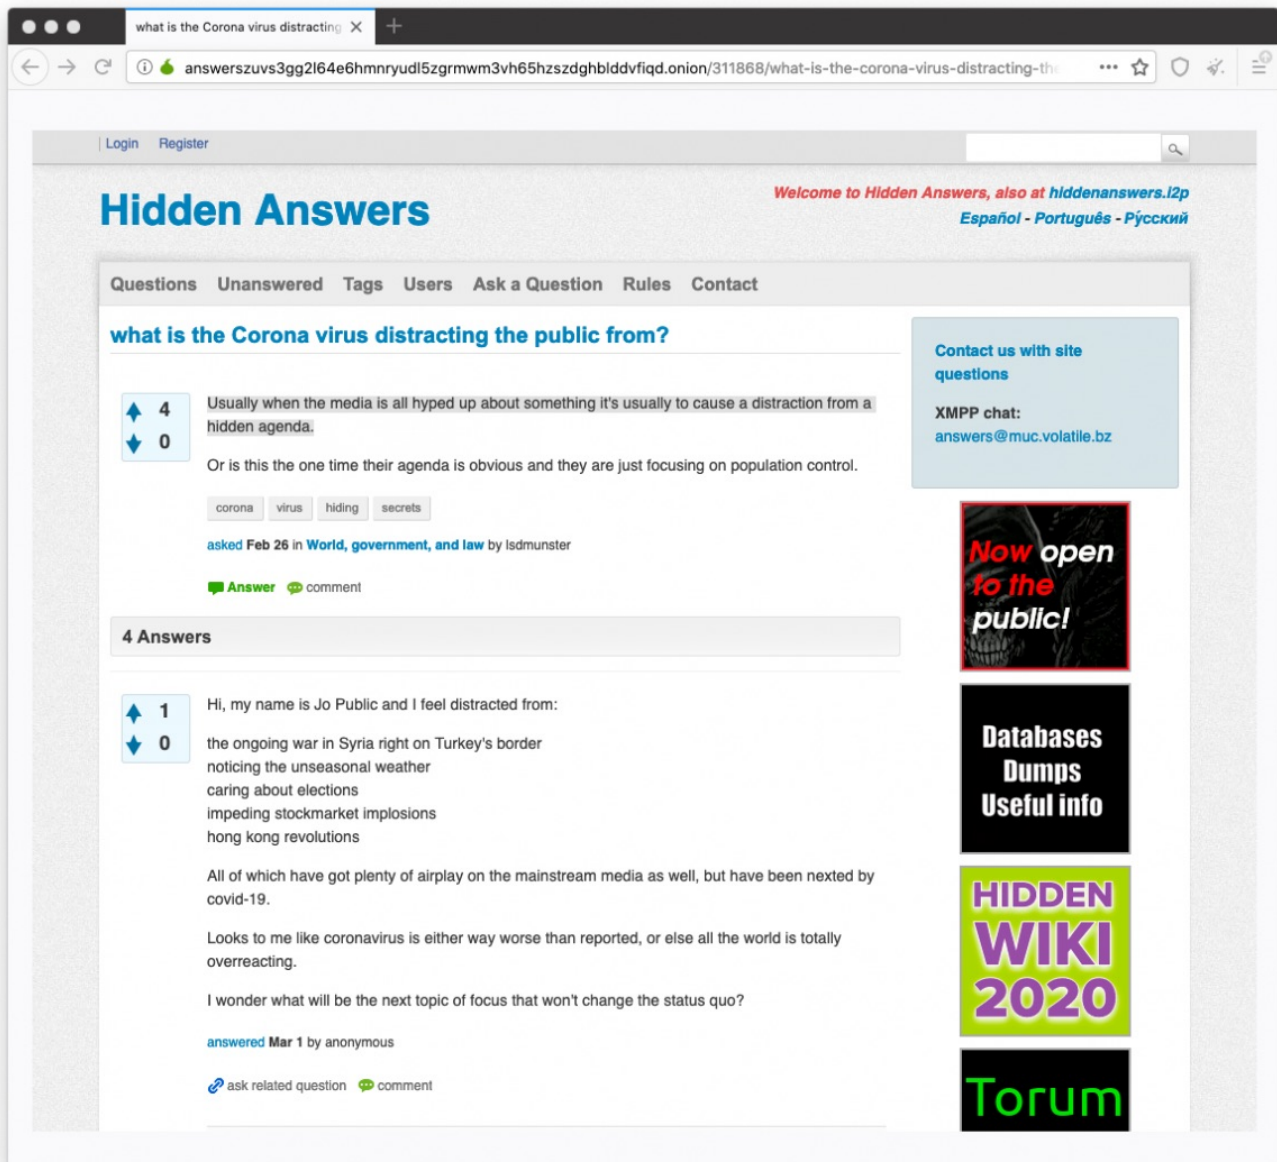 what is the Corona virus distracting
answerszuvs3gg2l64e6hmnryudl5zgrmwm3vh65hzszdghblddvfiqd.onion/311868/what-is-the-corona-virus-distracting-the
Login Register
Hidden Answers
Welcome to Hidden Answers, also at hiddenanswers.i2p
Español - Português - Ру́сский
Questions Unanswered Tags Users Ask a Question Rules Contact
what is the Corona virus distracting the public from?
4
0
Usually when the media is all hyped up about something it's usually to cause a distraction from a
hidden agenda.
Or is this the one time their agenda is obvious and they are just focusing on population control.
corona virus hiding secrets
asked Feb 26 in World, government, and law by lsdmunster
Answer comment
4 Answers
1
0
Hi, my name is Jo Public and I feel distracted from:
the ongoing war in Syria right on Turkey's border
noticing the unseasonal weather
caring about elections
impeding stockmarket implosions
hong kong revolutions
All of which have got plenty of airplay on the mainstream media as well, but have been nexted by
covid-19.
Looks to me like coronavirus is either way worse than reported, or else all the world is totally
overreacting.
I wonder what will be the next topic of focus that won't change the status quo?
answered Mar 1 by anonymous
ask related question comment
Contact us with site
questions
XMPP chat:
answers@muc.volatile.bz
Now open
to the
public!
Databases
Dumps
Useful info
HIDDEN
WIKI
2020
Torum